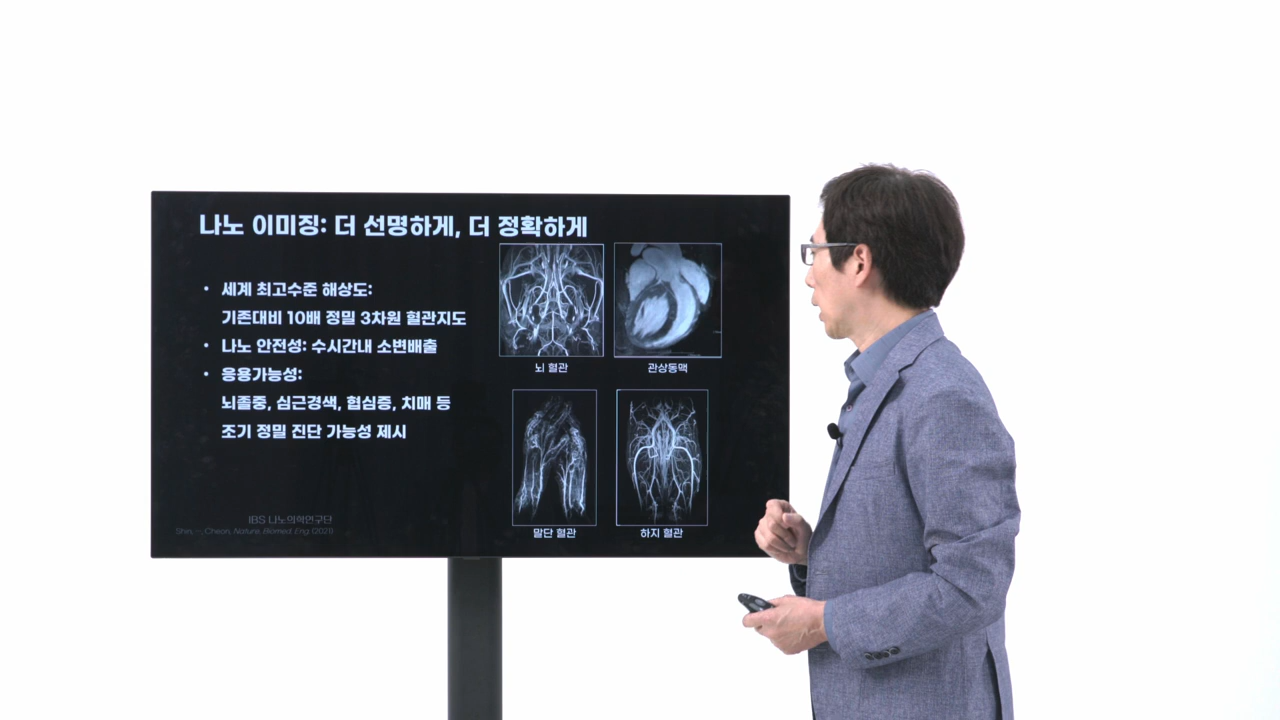 나노 이미징: 더 선명하게, 더 정확하게
• 세계 최고수준 해상도:
기존대비 10배 정밀 3차원 혈관지도
• 나노 안전성: 수시간내 소변배출
• 응용가능성:
뇌졸중, 심근경색, 협심증, 치매 등
조기 정밀 진단 가능성 제시
뇌 혈관
관상동맥
말단 혈관
하지 혈관
IBS 나노의학연구단
Shin, ···, Cheon, Nature. Biomed. Eng. (2021)